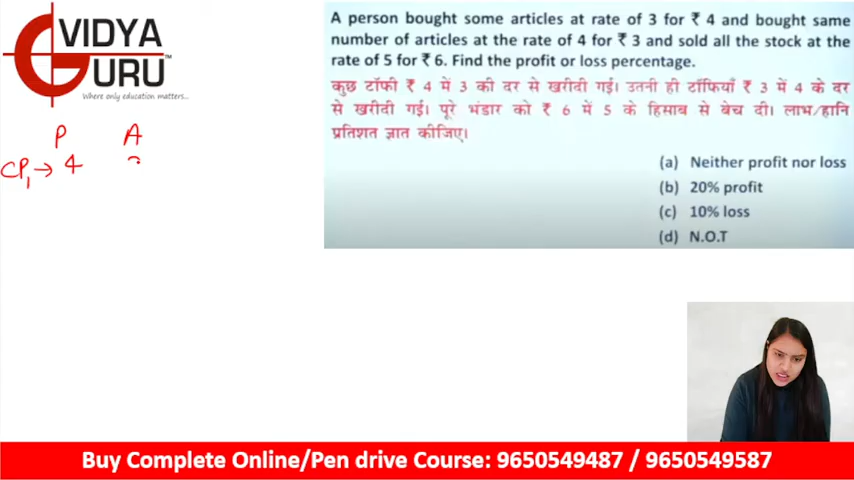 VIDYA
GURU
TM
Where only education matters...
A person bought some articles at rate of 3 for ₹ 4 and bought same
number of articles at the rate of 4 for ₹ 3 and sold all the stock at the
rate of 5 for ₹ 6. Find the profit or loss percentage.
कुछ टॉफी ₹ 4 में 3 की दर से खरीदी गई। उतनी ही टॉफियाँ ₹ 3 में 4 के दर
से खरीदी गई। पूरे भंडार को ₹ 6 में 5 के हिसाब से बेच दी। लाभ/हानि
प्रतिशत ज्ञात कीजिए।
(a) Neither profit nor loss
(b) 20% profit
(c) 10% loss
(d) N.O.T
P A
CP₁→ 4
Buy Complete Online/Pen drive Course: 9650549487 / 9650549587